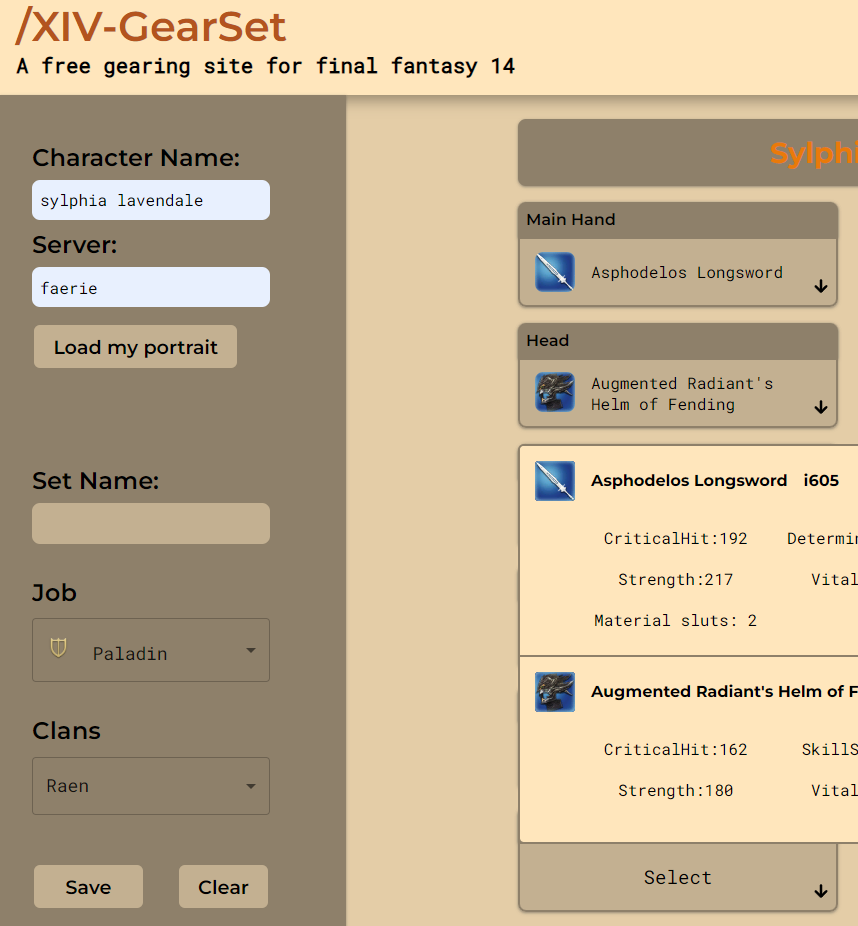 /XIV-GearSet
A free gearing site for final fantasy 14
Character Name:
sylphia lavendale
Server:
faerie
Load my portrait
Set Name:
Job
Paladin
Clans
Raen
Save Clear
Sylphi
Main Hand
Asphodelos Longsword
Head
Augmented Radiant's
Helm of Fending
Asphodelos Longsword i605
CriticalHit:192 Determin
Strength:217 Vital
Material sluts: 2
Augmented Radiant's Helm of F
CriticalHit:162 SkillS
Strength:180 Vital
Select